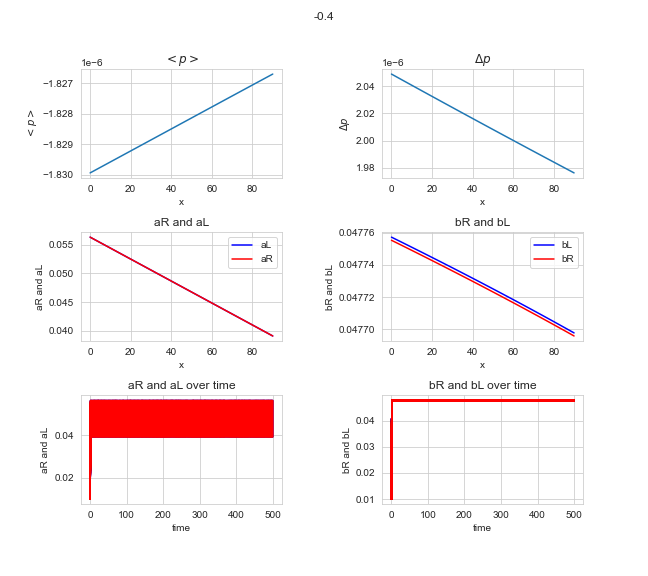 -0.4
< p >
Δp
1e−6
1e−6
−1.827
−1.828
−1.829
−1.830
< p >
0 20 40 60 80
x
2.04
2.02
2.00
1.98
Δp
0 20 40 60 80
x
aR and aL
bR and bL
0.055
0.050
0.045
0.040
aR and aL
aL
aR
0 20 40 60 80
x
0.04776
0.04774
0.04772
0.04770
bR and bL
bL
bR
0 20 40 60 80
x
aR and aL over time
bR and bL over time
0.04
0.02
aR and aL
0 100 200 300 400 500
time
0.04
0.03
0.02
0.01
bR and bL
0 100 200 300 400 500
time